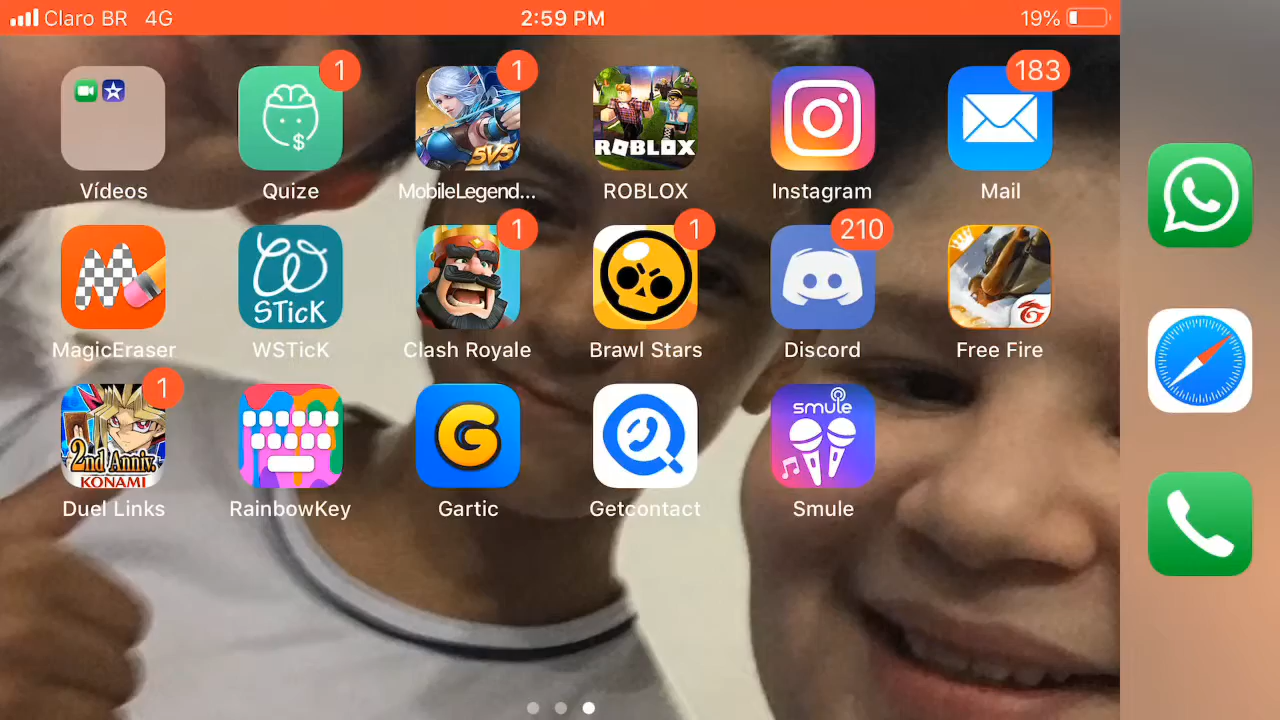 Claro BR 4G 2:59 PM 19%
1 1 183
5V5 ROBLOX
Vídeos Quize MobileLegend... ROBLOX Instagram Mail
1 1 210
STicK
MagicEraser WSTicK Clash Royale Brawl Stars Discord Free Fire
1
2nd Anniv. G smule
KONAMI
Duel Links RainbowKey Gartic Getcontact Smule